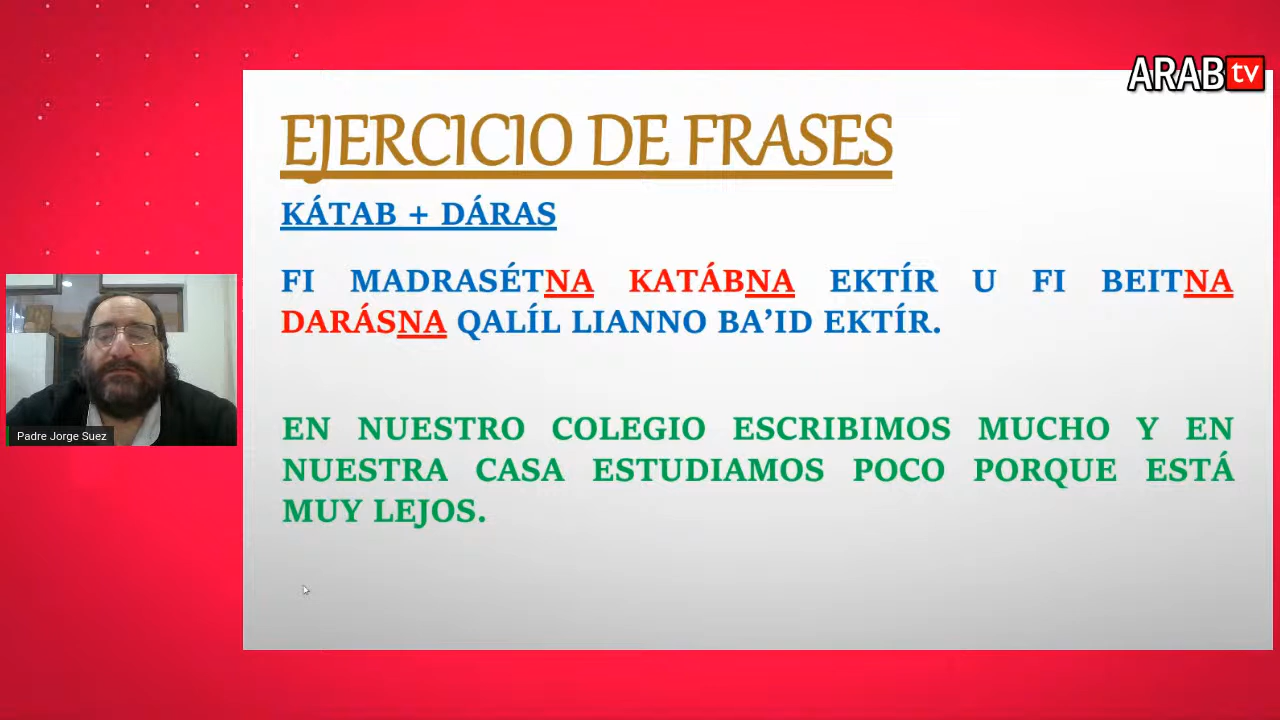 ARAB tv
EJERCICIO DE FRASES
KÁTAB + DÁRAS
FI MADRASÉTNA KATÁBNA EKTÍR U FI BEITNA
DARÁSNA QALÍL LIANNO BA’ID EKTÍR.
EN NUESTRO COLEGIO ESCRIBIMOS MUCHO Y EN
NUESTRA CASA ESTUDIAMOS POCO PORQUE ESTÁ
MUY LEJOS.
Padre Jorge Suez